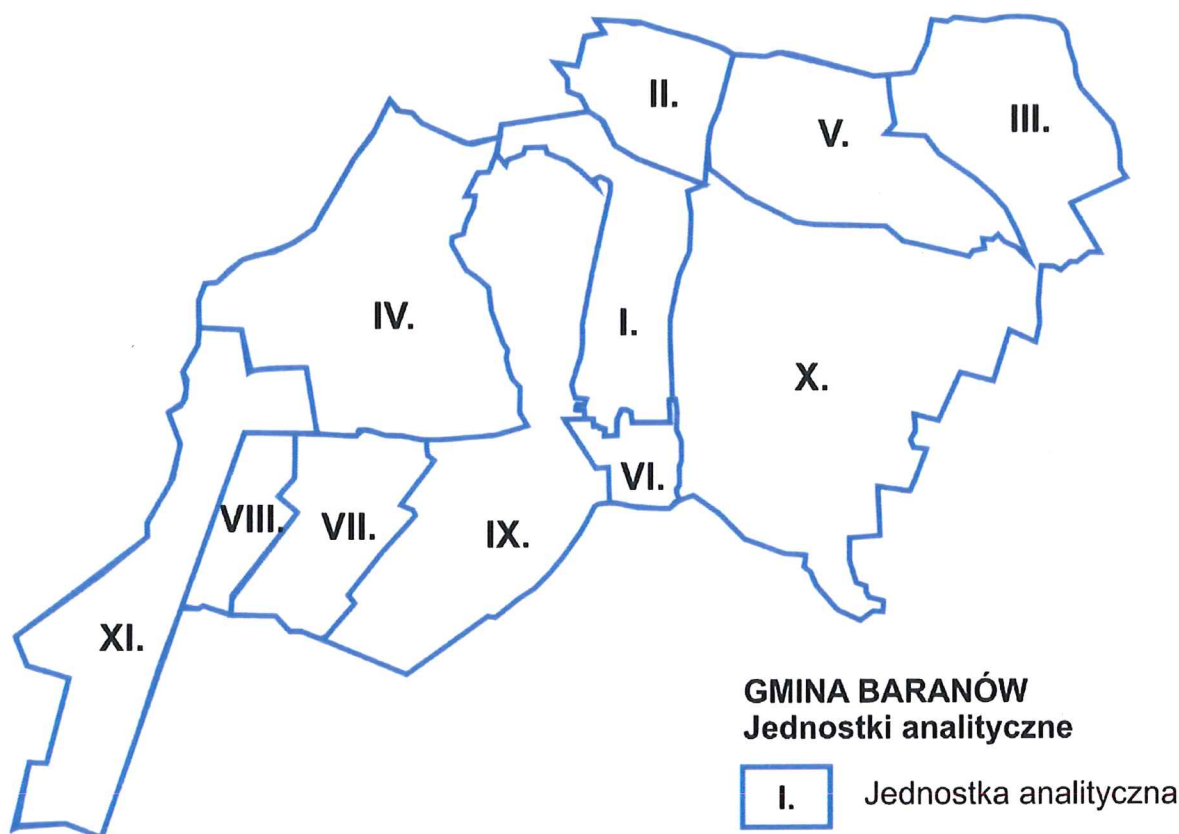 II.
V.
III.
IV.
I.
X.
VI.
VIII.
VII.
IX.
XI.
GMINA BARANÓW
Jednostki analityczne
I.
Jednostka analityczna